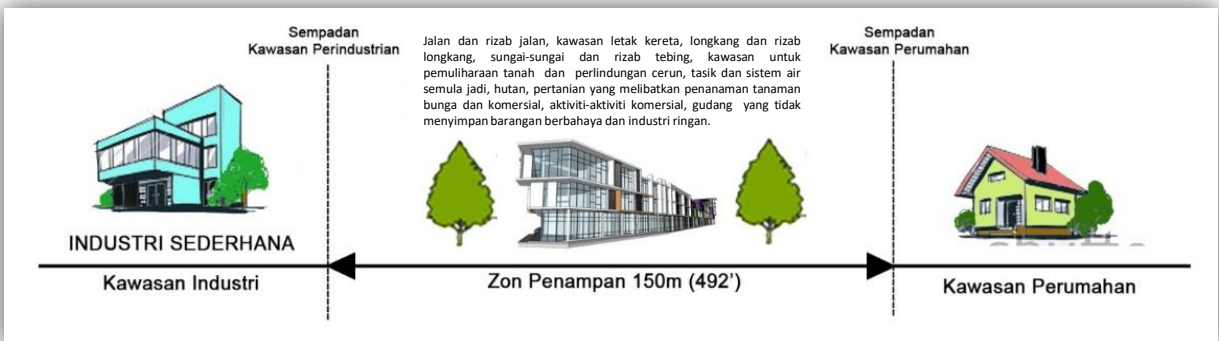 Sempadan
Kawasan Perindustrian
Jalan dan rizab jalan, kawasan letak kereta, longkang dan rizab
longkang, sungai-sungai dan rizab tebing, kawasan untuk
pemuliharaan tanah dan perlindungan cerun, tasik dan sistem air
semula jadi, hutan, pertanian yang melibatkan penanaman tanaman
bunga dan komersial, aktiviti-aktiviti komersial, gudang yang tidak
menyimpan barangan berbahaya dan industri ringan.
Sempadan
Kawasan Perumahan
INDUSTRI SEDERHANA
Kawasan Industri
Zon Penampan 150m (492')
Kawasan Perumahan